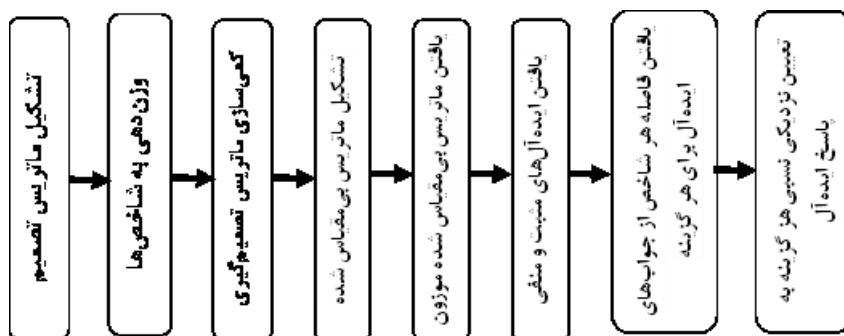 تشکیل ماتریس تصمیم
وزن‌دهی به شاخص‌ها
کمی‌سازی ماتریس تصمیم‌گیری
تشکیل ماتریس بی‌مقیاس شده
یافتن ماتریس بی‌مقیاس شده موزون
یافتن ایده آل‌های مثبت و منفی
یافتن فاصله هر شاخص از جواب‌های
ایده آل برای هر گزینه
تعیین نزدیکی نسبی هر گزینه به
پاسخ ایده آل